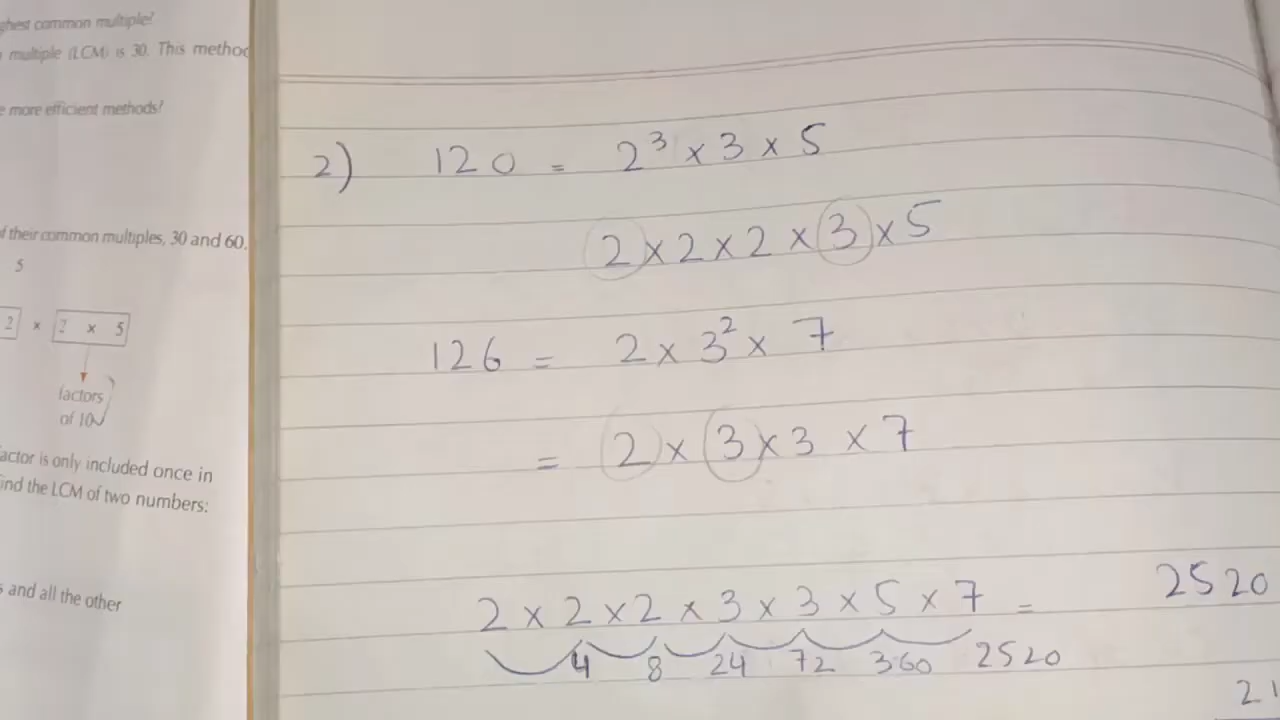 ghest common multiple?
multiple (LCM) is 30. This method
more efficient methods?
f their common multiples, 30 and 60.
5
2 × 2 × 5
factors
of 10
actor is only included once in
ind the LCM of two numbers:
and all the other
2) 120 = 2³ × 3 × 5
2 × 2 × 2 × 3 × 5
126 = 2 × 3² × 7
= 2 × 3 × 3 × 7
2 × 2 × 2 × 3 × 3 × 5 × 7 = 2520
4 8 24 72 360 2520
21